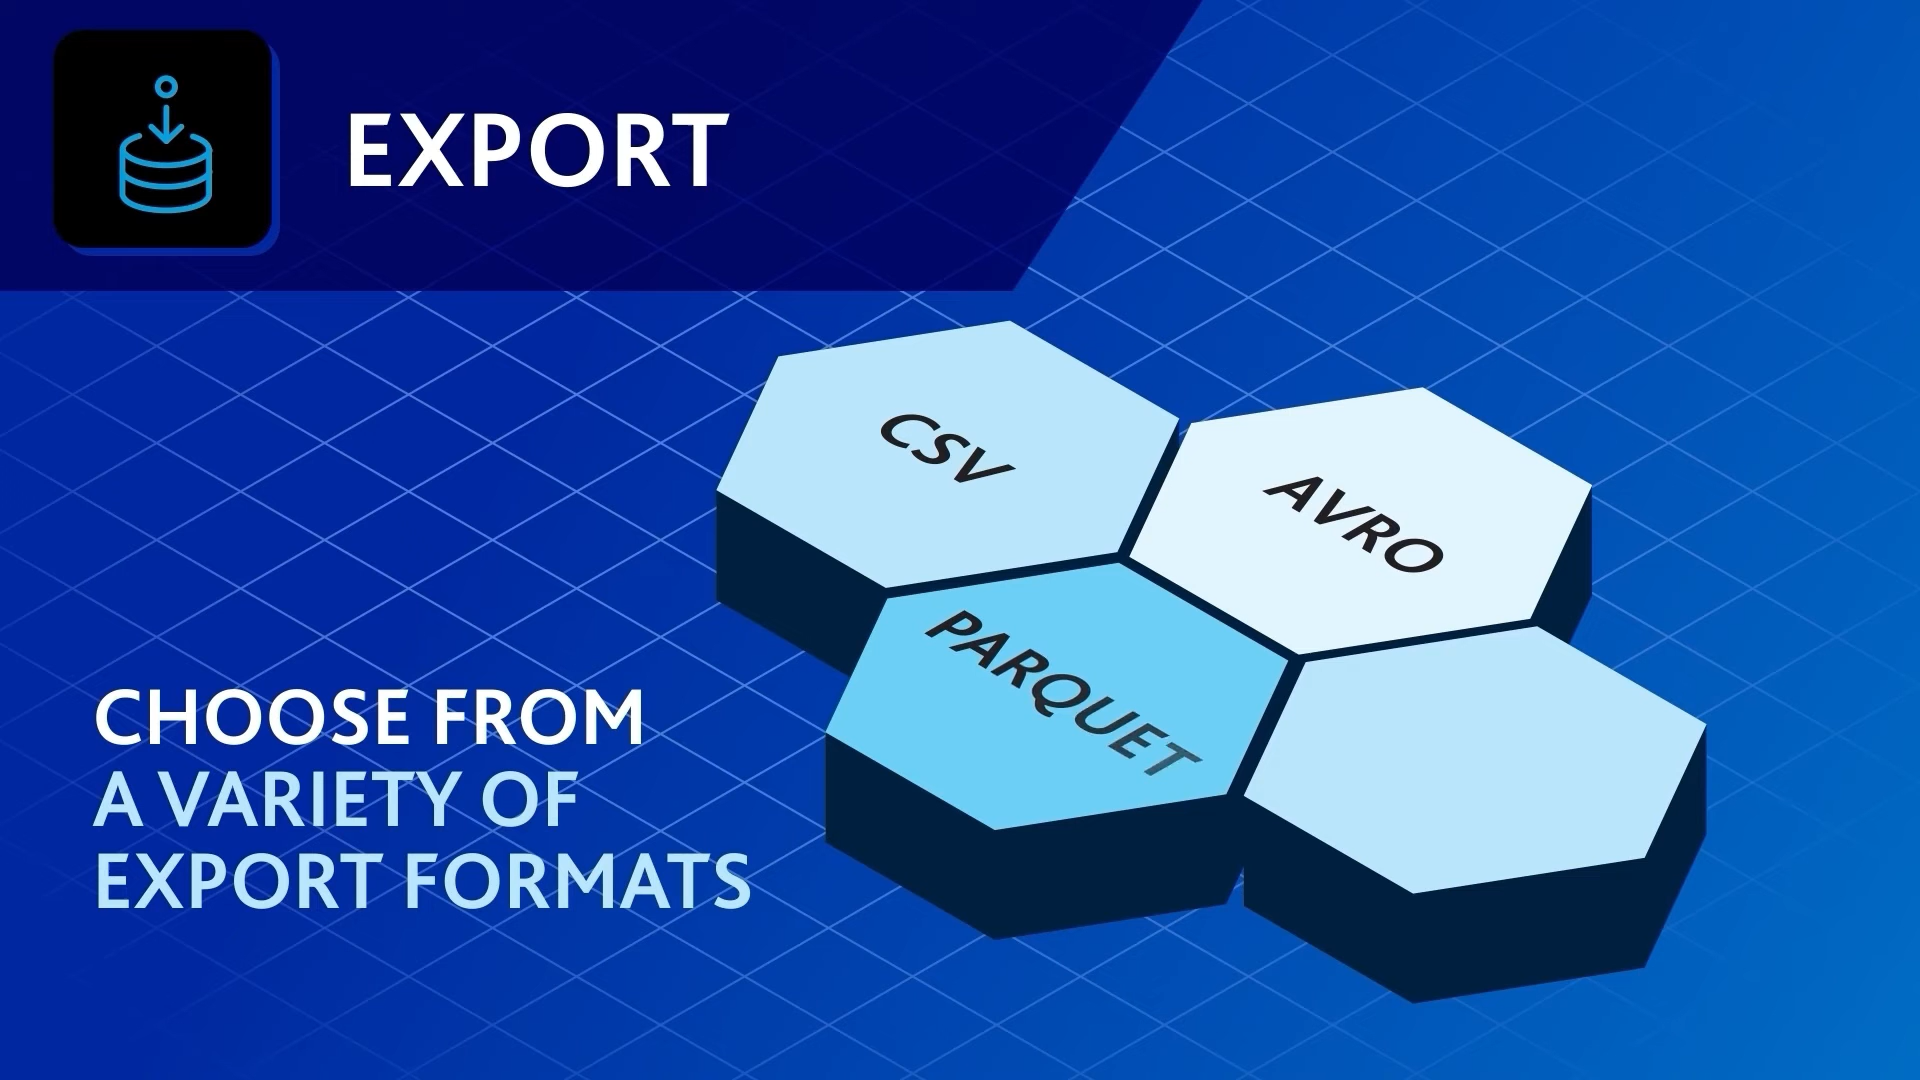 EXPORT
CSV
AVRO
PARQUET
CHOOSE FROM
A VARIETY OF
EXPORT FORMATS